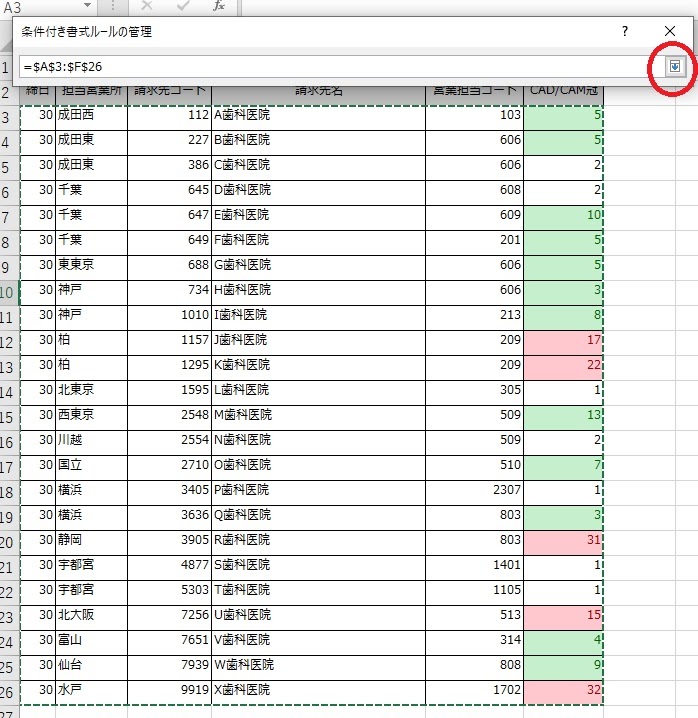 A3 fx
条件付き書式ルールの管理 ?
=$A$3:$F$26
1
2 締日 担当営業所 請求先コード 請求先名 営業担当コード CAD/CAM冠
3 30 成田西 112 A歯科医院 103 5
4 30 成田東 227 B歯科医院 606 5
5 30 成田東 386 C歯科医院 606 2
6 30 千葉 645 D歯科医院 608 2
7 30 千葉 647 E歯科医院 609 10
8 30 千葉 649 F歯科医院 201 5
9 30 東東京 688 G歯科医院 606 5
10 30 神戸 734 H歯科医院 606 3
11 30 神戸 1010 I歯科医院 213 8
12 30 柏 1157 J歯科医院 209 17
13 30 柏 1295 K歯科医院 209 22
14 30 北東京 1595 L歯科医院 305 1
15 30 西東京 2548 M歯科医院 509 13
16 30 川越 2554 N歯科医院 509 2
17 30 国立 2710 O歯科医院 510 7
18 30 横浜 3405 P歯科医院 2307 1
19 30 横浜 3636 Q歯科医院 803 3
20 30 静岡 3905 R歯科医院 803 31
21 30 宇都宮 4877 S歯科医院 1401 1
22 30 宇都宮 5303 T歯科医院 1105 1
23 30 北大阪 7256 U歯科医院 513 15
24 30 富山 7651 V歯科医院 314 4
25 30 仙台 7939 W歯科医院 808 9
26 30 水戸 9919 X歯科医院 1702 32
27